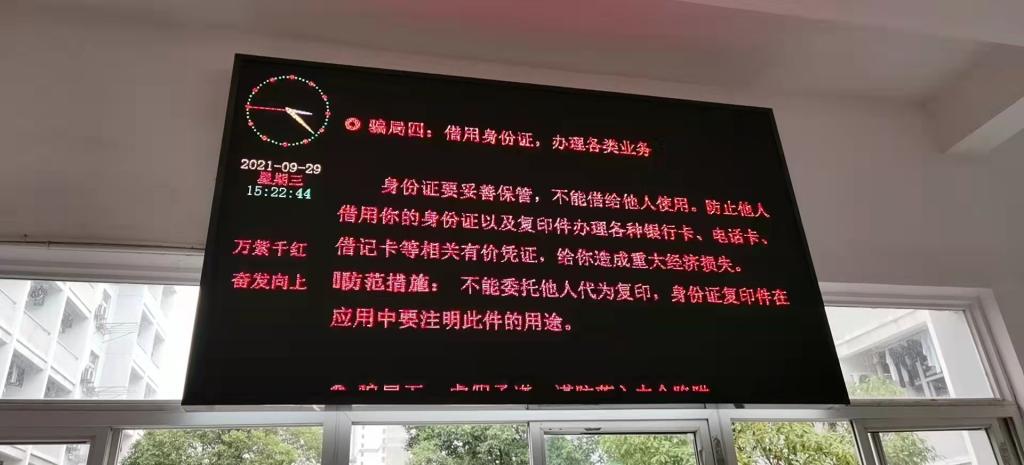 2021-09-29
星期三
15:22:44
万紫千红
奋发向上
骗局四：借用身份证，办理各类业务
身份证要妥善保管，不能借给他人使用。防止他人
借用你的身份证以及复印件办理各种银行卡、电话卡、
借记卡等相关有价凭证，给你造成重大经济损失。
防范措施： 不能委托他人代为复印，身份证复印件在
应用中要注明此件的用途。